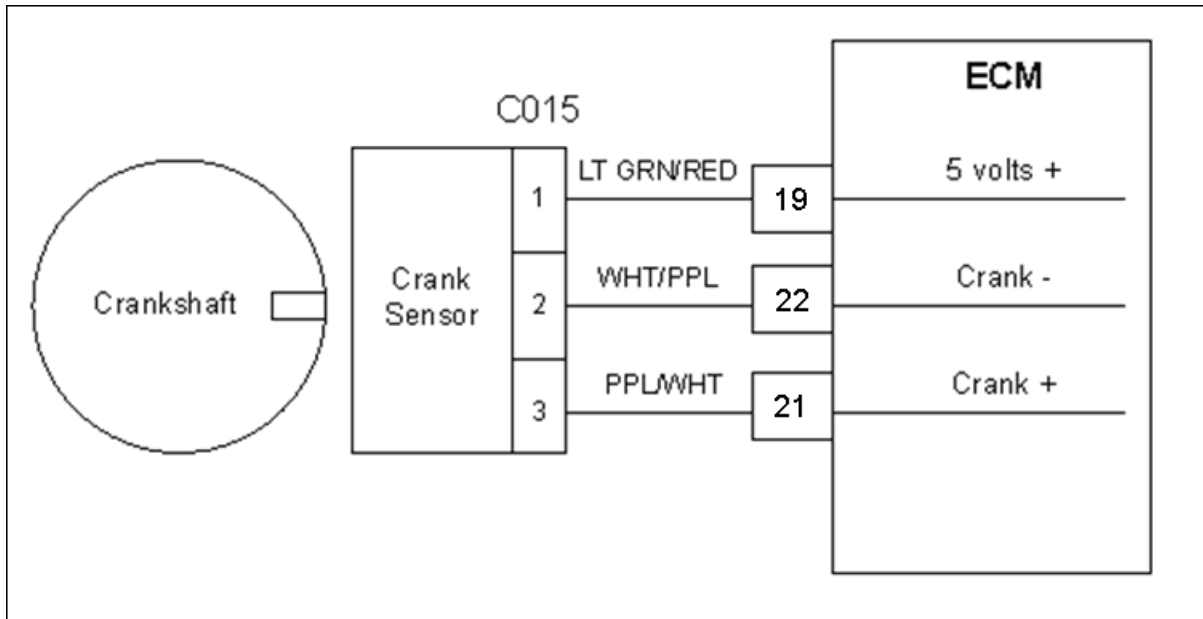 ECM
C015
LT GRN/RED
1
19
5 volts +
WHT/PPL
Crankshaft
Crank
Sensor
2
22
Crank -
PPL/WHT
3
21
Crank +